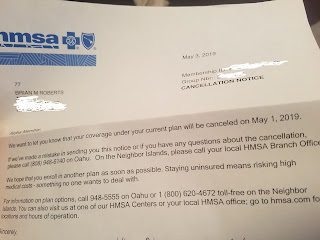 hmsa
May 3, 2019
Membership
Group No
CANCELLATION NOTICE
77
BRIAN M ROBERTS
We want to let you know that your coverage under your current plan will be canceled on May 1, 2019.
If we've made a mistake in sending you this notice or if you have any questions about the cancellation,
please call (808) 948-6140 on Oahu. On the Neighbor Islands, please call your local HMSA Branch Office
We hope that you enroll in another plan as soon as possible. Staying uninsured means risking high
medical costs - something no one wants to deal with.
For information on plan options, call 948-5555 on Oahu or 1 (800) 620-4672 toll-free on the Neighbor
Islands. You can also visit us at one of our HMSA Centers or your local HMSA office; go to hmsa.com for
locations and hours of operation.